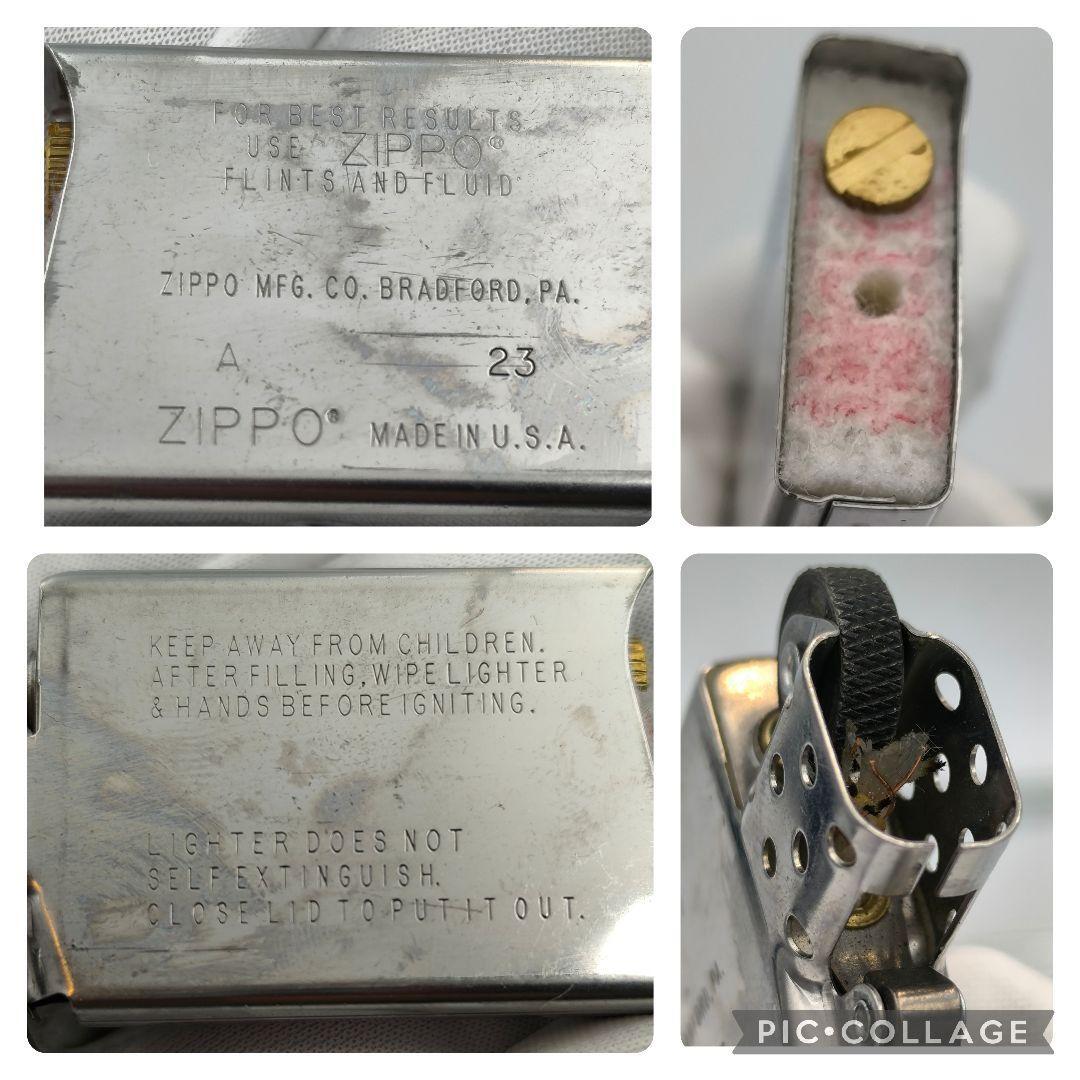 FOR BEST RESULTS
USE ZIPPO®
FLINTS AND FLUID
ZIPPO MFG. CO. BRADFORD, PA.
A 23
ZIPPO® MADE IN U.S.A.
KEEP AWAY FROM CHILDREN.
AFTER FILLING, WIPE LIGHTER
& HANDS BEFORE IGNITING.
LIGHTER DOES NOT
SELF EXTINGUISH.
CLOSE LID TO PUT IT OUT.
PIC•COLLAGE